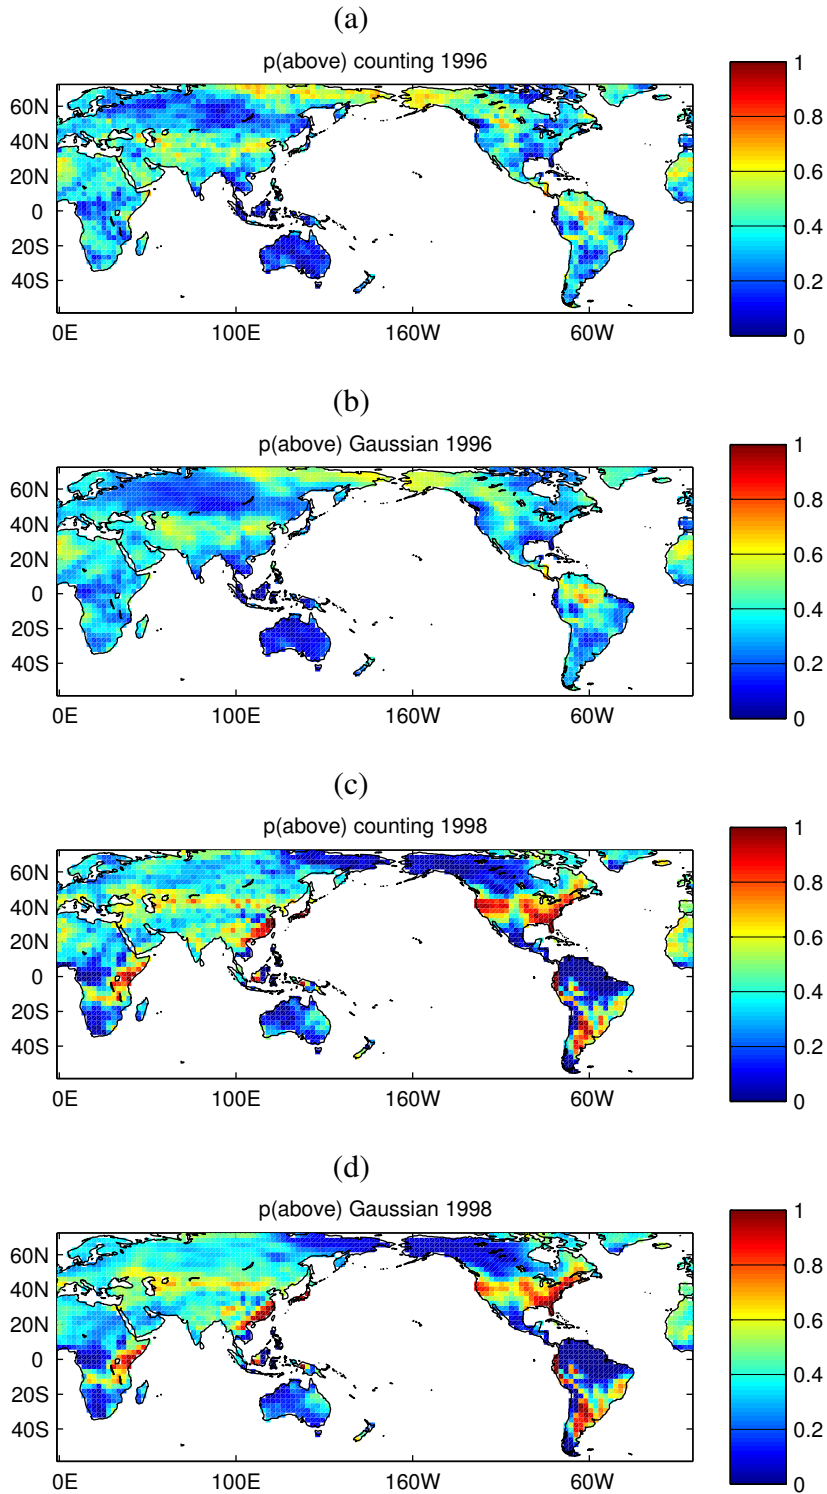 (a)
p(above) counting 1996
60N
40N
20N
0
20S
40S
0E 100E 160W 60W
1
0.8
0.6
0.4
0.2
0
(b)
p(above) Gaussian 1996
60N
40N
20N
0
20S
40S
0E 100E 160W 60W
1
0.8
0.6
0.4
0.2
0
(c)
p(above) counting 1998
60N
40N
20N
0
20S
40S
0E 100E 160W 60W
1
0.8
0.6
0.4
0.2
0
(d)
p(above) Gaussian 1998
60N
40N
20N
0
20S
40S
0E 100E 160W 60W
1
0.8
0.6
0.4
0.2
0